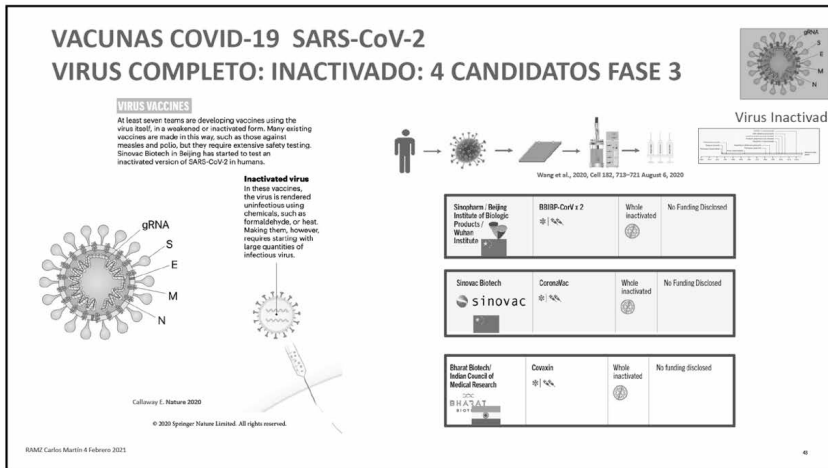 VACUNAS COVID-19 SARS-CoV-2
VIRUS COMPLETO: INACTIVADO: 4 CANDIDATOS FASE 3
VIRUS VACCINES
At least seven teams are developing vaccines using the
virus itself, in a weakened or inactivated form. Many existing
vaccines are made in this way, such as those against
measles and polio, but they require extensive safety testing.
Sinovac Biotech in Beijing has started to test an
inactivated version of SARS-CoV-2 in humans.
Inactivated virus
In these vaccines,
the virus is rendered
uninfectious using
chemicals, such as
formaldehyde, or heat.
Making them, however,
requires starting with
large quantities of
infectious virus.
gRNA
S
E
M
N
Callaway E. Nature 2020
© 2020 Springer Nature Limited. All rights reserved.
gRNA
S
E
M
N
Virus Inactivad
Wang et al., 2020, Cell 182, 713–721 August 6, 2020
Sinopharm / Beijing
Institute of Biologic
Products /
Wuhan
Institute
BBIBP-CorV x 2
Whole
inactivated
No Funding Disclosed
Sinovac Biotech
sinovac
CoronaVac
Whole
inactivated
No Funding Disclosed
Bharat Biotech/
Indian Council of
Medical Research
BHARAT
Covaxin
Whole
inactivated
No funding disclosed
RAMZ Carlos Martín 4 Febrero 2021